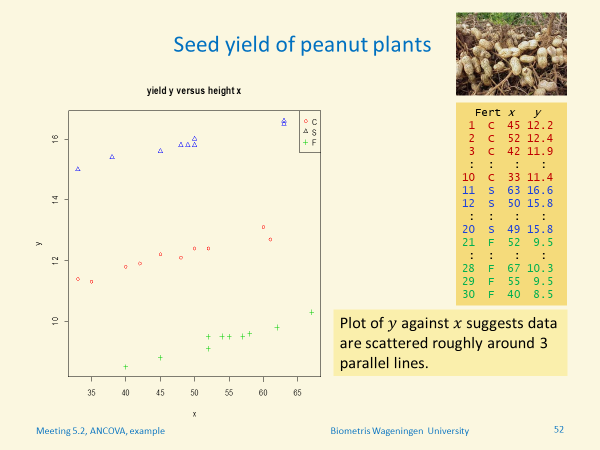 Seed yield of peanut plants
yield y versus height x
C
S
F
16
14
12
10
y
35 40 45 50 55 60 65
x
Fert x y
1 C 45 12.2
2 C 52 12.4
3 C 42 11.9
: : : :
10 C 33 11.4
11 S 63 16.6
12 S 50 15.8
: : : :
20 S 49 15.8
21 F 52 9.5
: : : :
28 F 67 10.3
29 F 55 9.5
30 F 40 8.5
Plot of y against x suggests data
are scattered roughly around 3
parallel lines.
Meeting 5.2, ANCOVA, example
Biometris Wageningen University
52